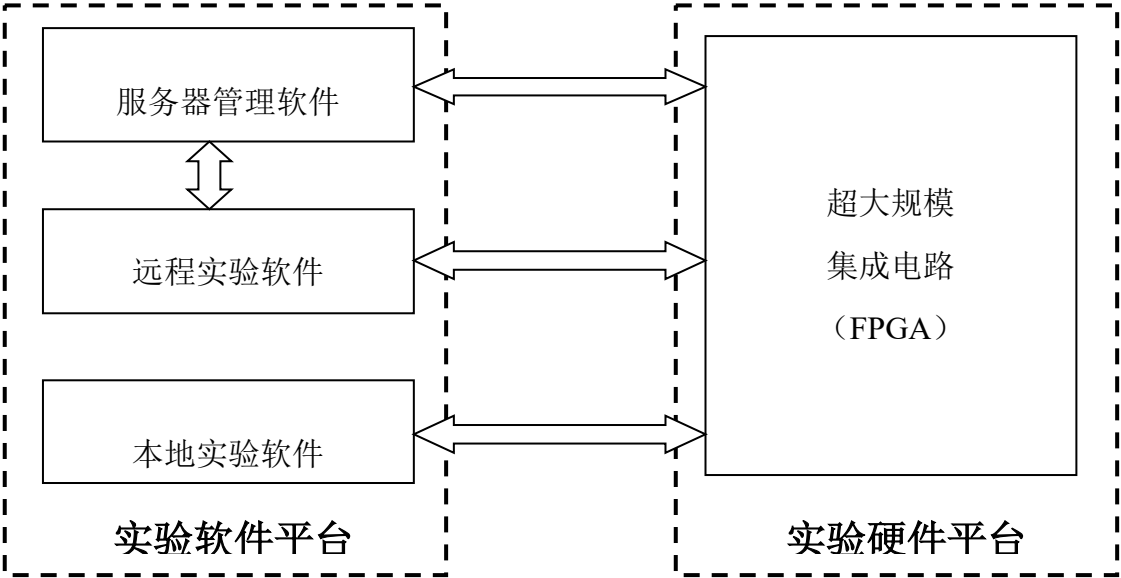 服务器管理软件
远程实验软件
本地实验软件
实验软件平台
超大规模
集成电路
（FPGA）
实验硬件平台